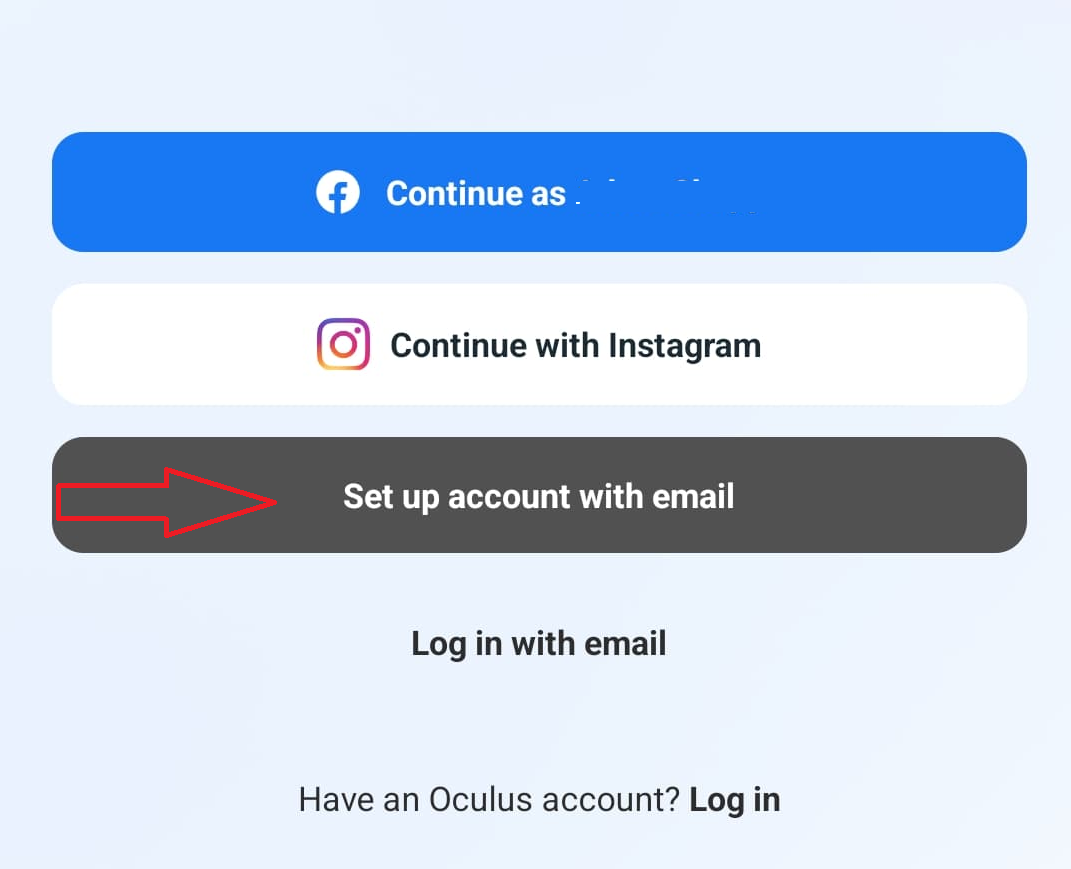 Continue as
Continue with Instagram
Set up account with email
Log in with email
Have an Oculus account? Log in